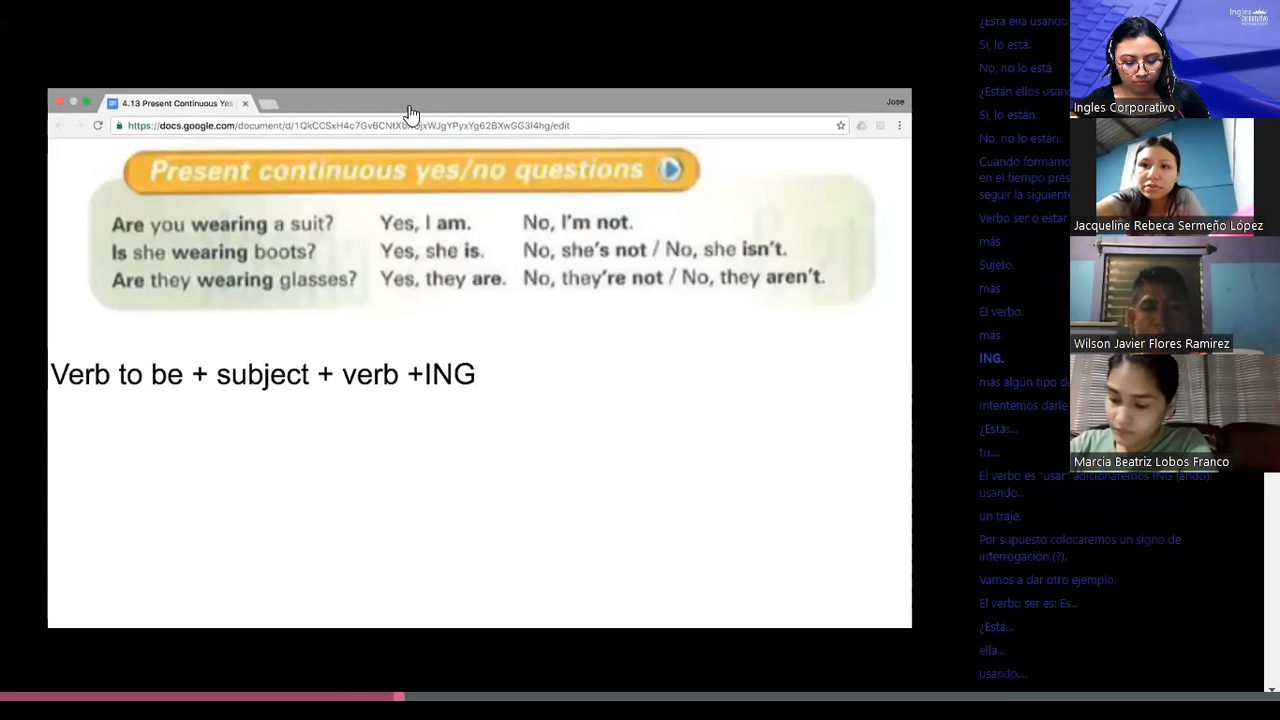 4.13 Present Continuous Yes
Jose
Present continuous yes/no questions
Are you wearing a suit? Yes, I am. No, I'm not.
Is she wearing boots? Yes, she is. No, she's not / No, she isn't.
Are they wearing glasses? Yes, they are. No, they're not / No, they aren't.
Verb to be + subject + verb +ING
¿Está ella usando
Si, lo está.
No, no lo está.
¿Están ellos usando
Si, lo están.
No, no lo están.
Cuando formamos
en el tiempo
seguir la siguiente
Verbo ser o estar
más
Sujeto.
más
El verbo.
más.
ING.
más algún tipo de
Intentemos darle
¿Estás...
tu....
El verbo es "usar" adicionaremos ING (ando):
usando...
un traje.
Por supuesto colocaremos un signo de
interrogación (?).
Vamos a dar otro ejemplo:
El verbo ser es: Es...
¿Está...
ella...
usando....
Ingles Corporativo
Jacqueline Rebeca Sermeño López
Wilson Javier Flores Ramirez
Marcia Beatriz Lobos Franco